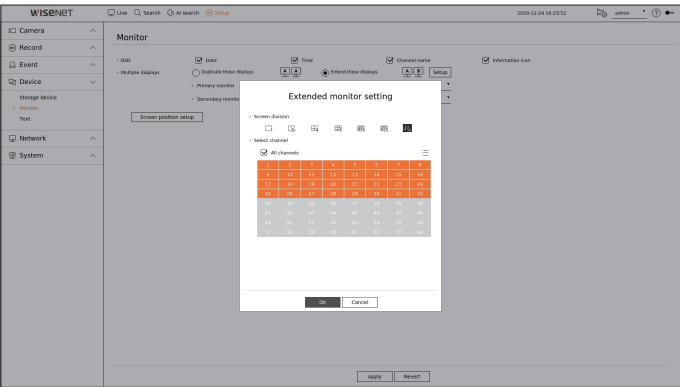 WISENET
Live Search AI search Setup 2020-11-24 16:23:52 admin ?
Camera
Record
Event
Device
Storage device
Monitor
Text
Network
System
Monitor
OSD Date Time Channel name Information icon
Multiple displays Duplicate these displays A A Extend these displays A B Setup
Primary monitor
Secondary monito
Screen position setup
Extended monitor setting
Screen division
Select channel
All channels
1 2 3 4 5 6 7 8
9 10 11 12 13 14 15 16
17 18 19 20 21 22 23 24
25 26 27 28 29 30 31 32
33 34 35 36 37 38 39 40
41 42 43 44 45 46 47 48
49 50 51 52 53 54 55 56
57 58 59 60 61 62 63 64
Ok Cancel
Apply Revert